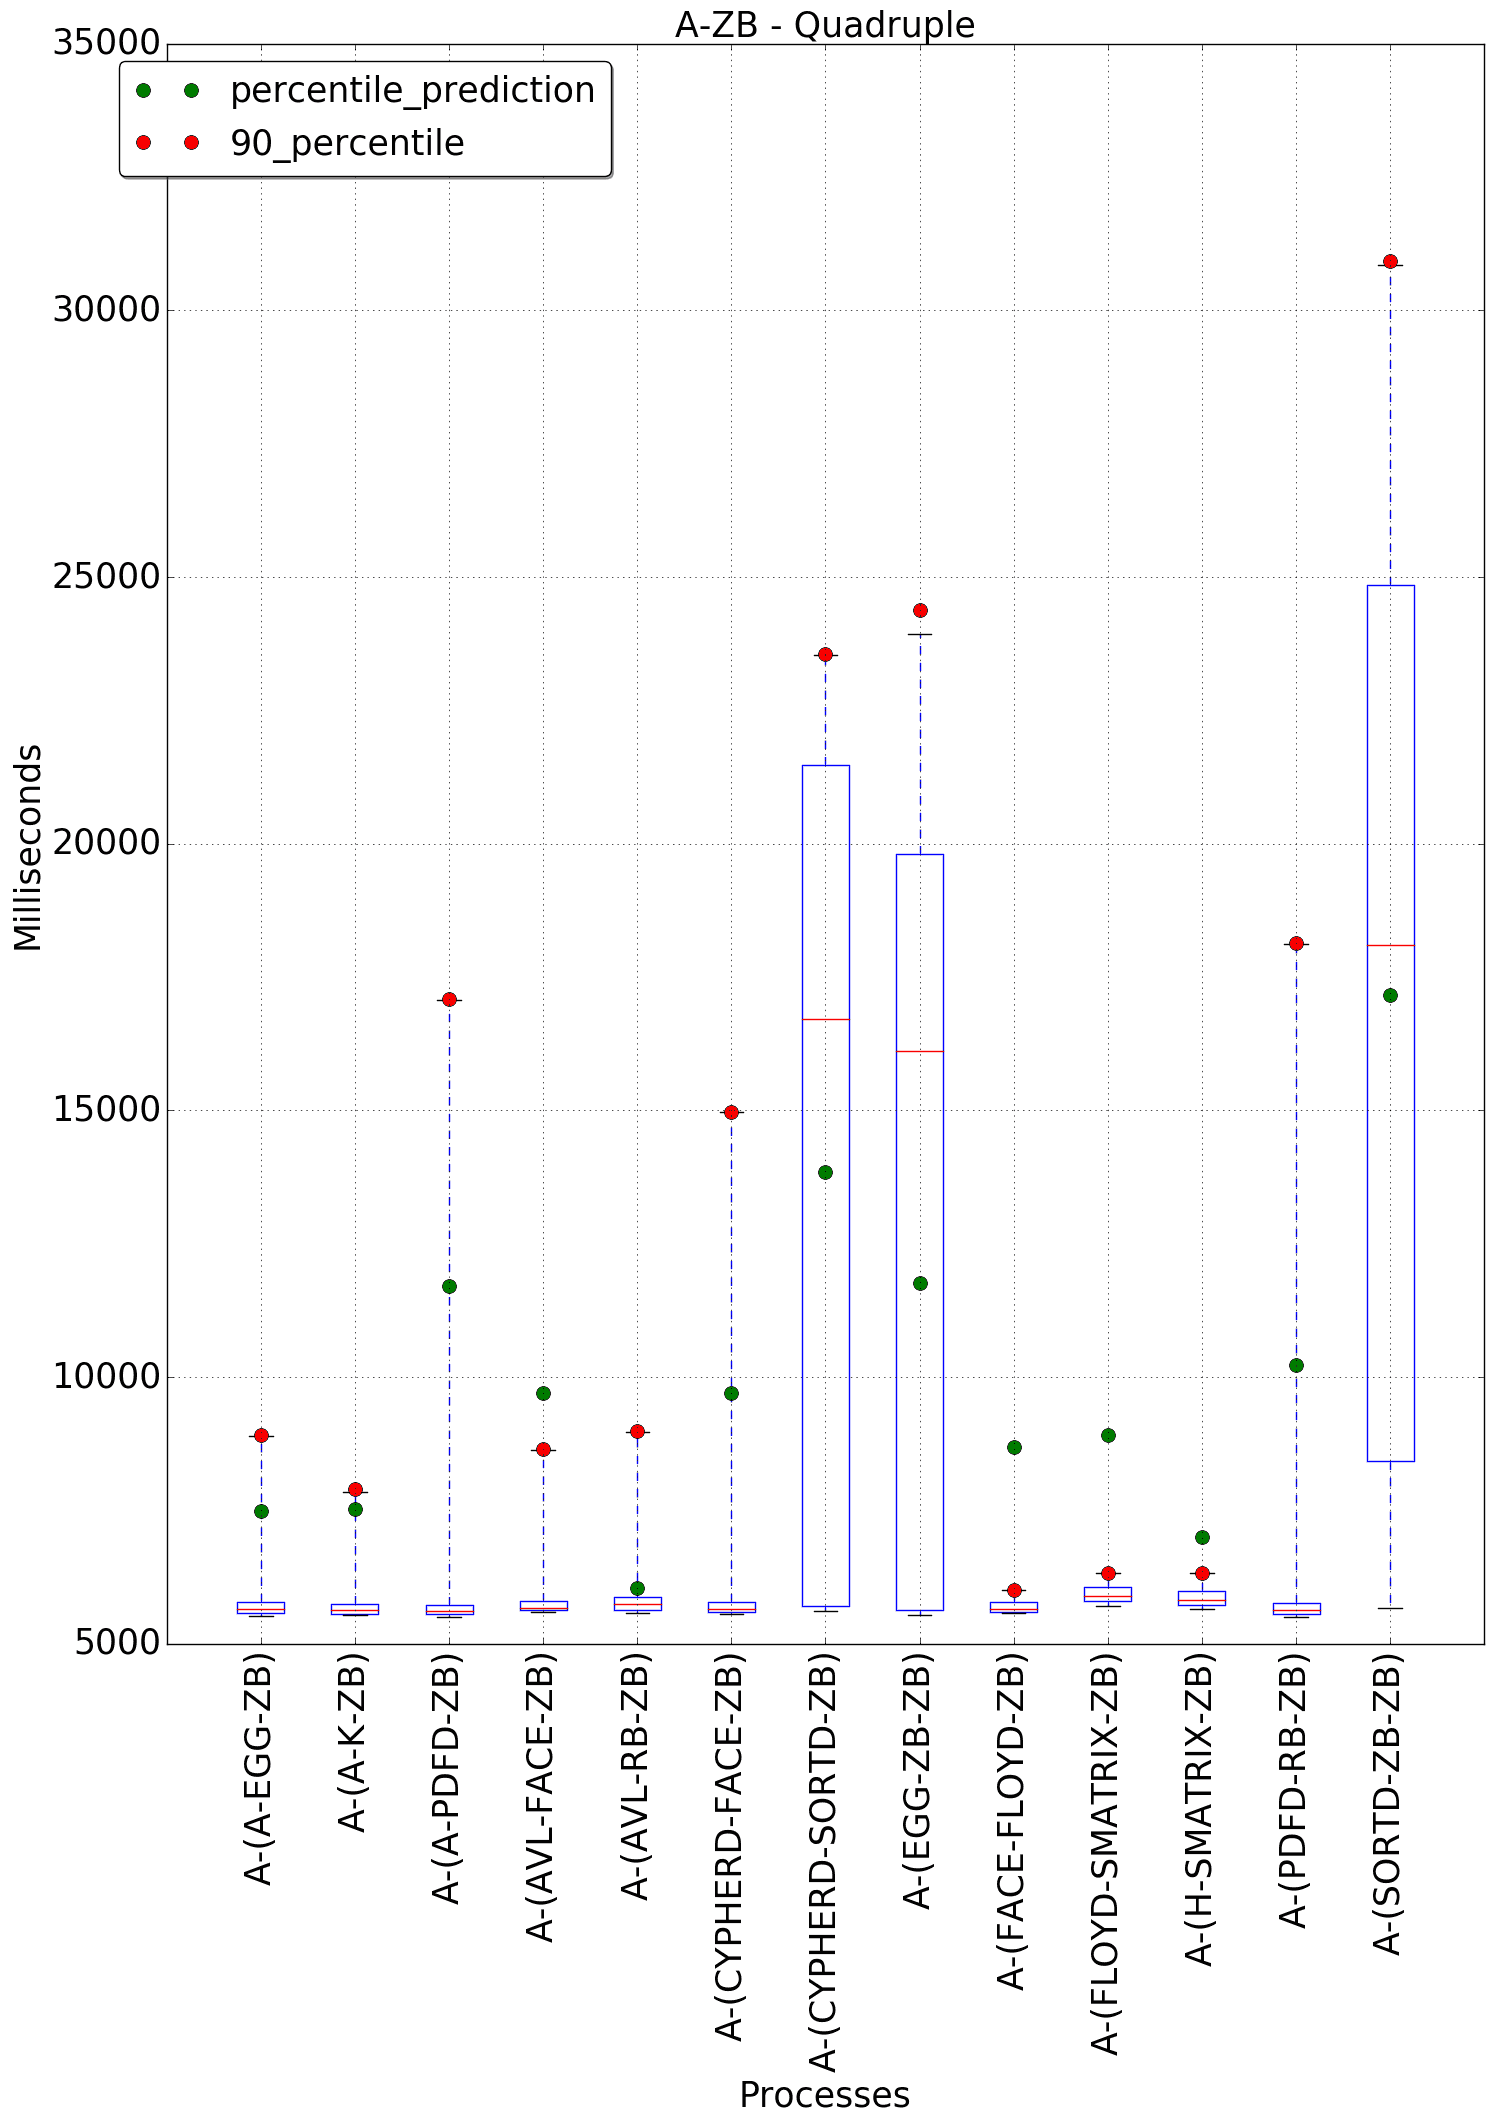 A-ZB - Quadruple
percentile_prediction
90_percentile
35000
30000
25000
20000
15000
10000
5000
Milliseconds
A-(A-EGG-ZB)
A-(A-K-ZB)
A-(A-PDFD-ZB)
A-(AVL-FACE-ZB)
A-(AVL-RB-ZB)
A-(CYPHERD-FACE-ZB)
A-(CYPHERD-SORTD-ZB)
A-(EGG-ZB-ZB)
A-(FACE-FLOYD-ZB)
A-(FLOYD-SMATRIX-ZB)
A-(H-SMATRIX-ZB)
A-(PDFD-RB-ZB)
A-(SORTD-ZB-ZB)
Processes